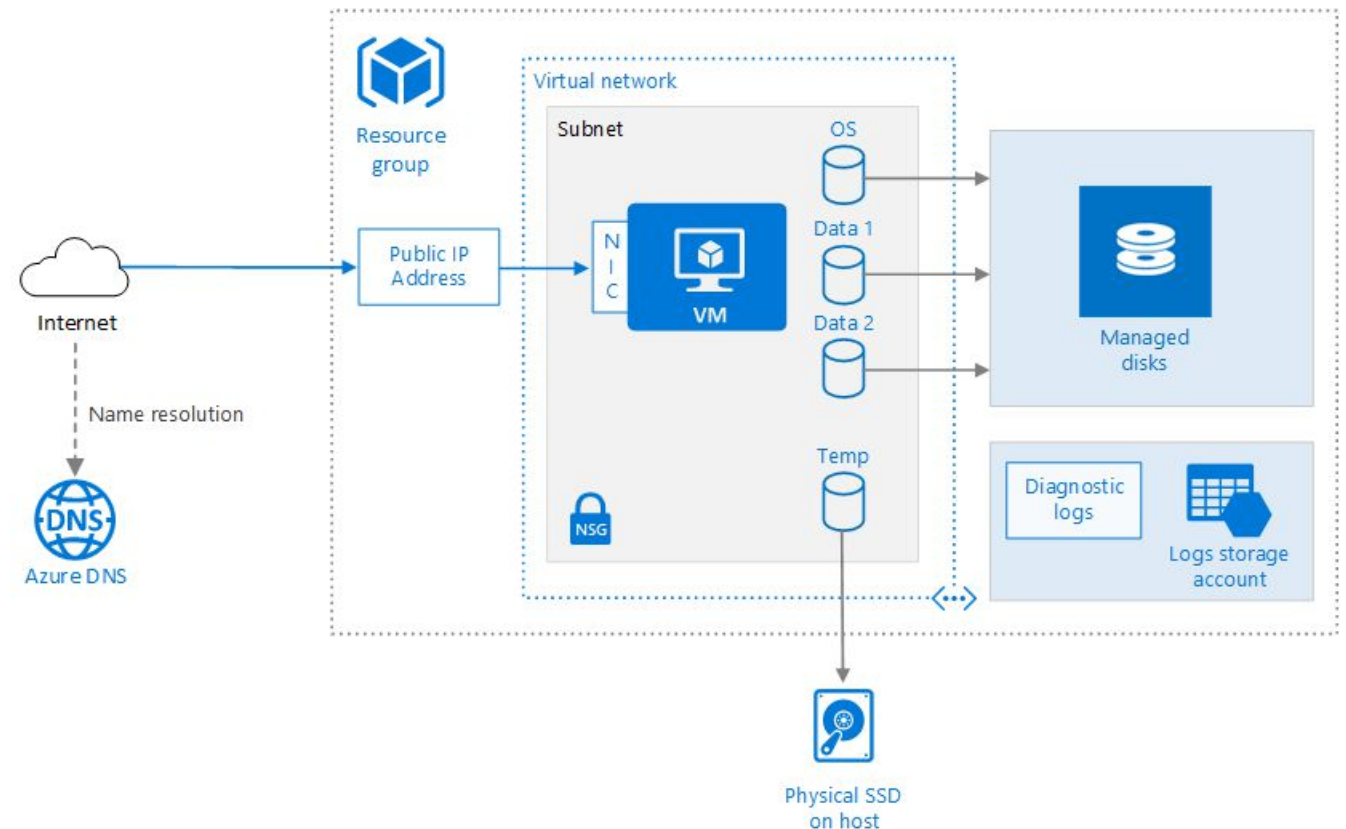 Virtual network
Subnet
OS
Resource
group
Data 1
N
I
C
VM
Public IP
Address
Internet
Data 2
Managed
disks
Name resolution
Temp
Diagnostic
logs
NSG
DNS
Azure DNS
Logs storage
account
Physical SSD
on host